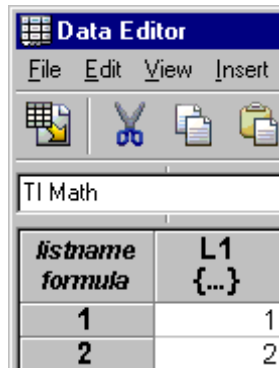 Data Editor
File Edit View Insert
TI Math
listname L1
formula {...}
1 1
2 2